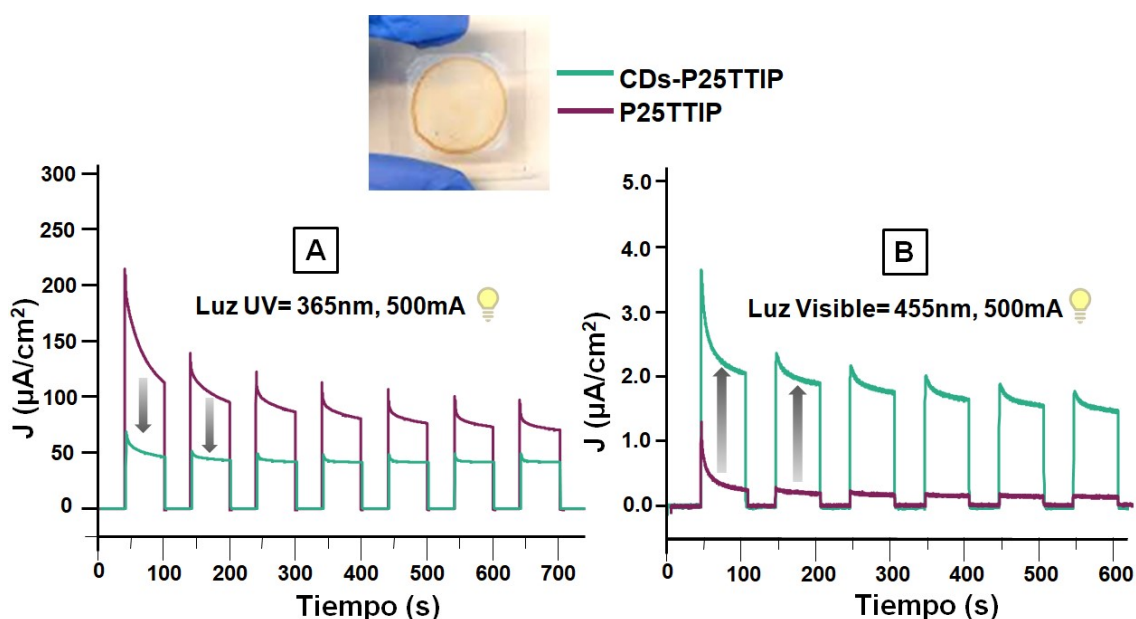 CDs-P25TTIP
P25TTIP
A
Luz UV= 365nm, 500mA
J (µA/cm²)
300
250
200
150
100
50
0
0 100 200 300 400 500 600 700
Tiempo (s)
B
Luz Visible= 455nm, 500mA
J (µA/cm²)
5.0
4.0
3.0
2.0
1.0
0.0
0 100 200 300 400 500 600
Tiempo (s)